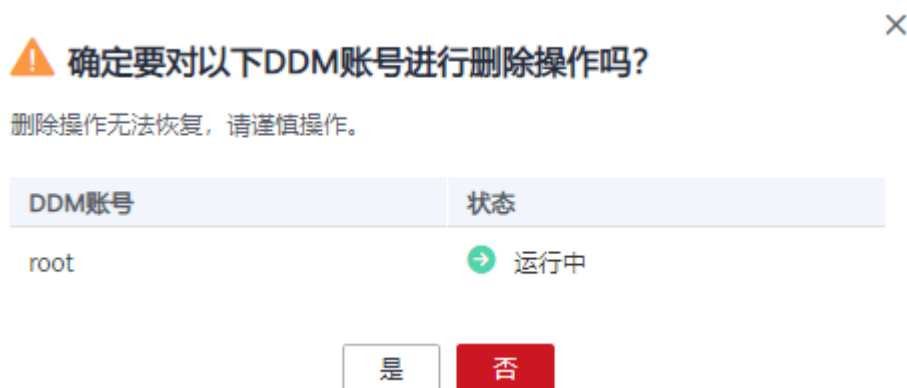 确定要对以下DDM账号进行删除操作吗?
删除操作无法恢复，请谨慎操作。
DDM账号 状态
root 运行中
是 否